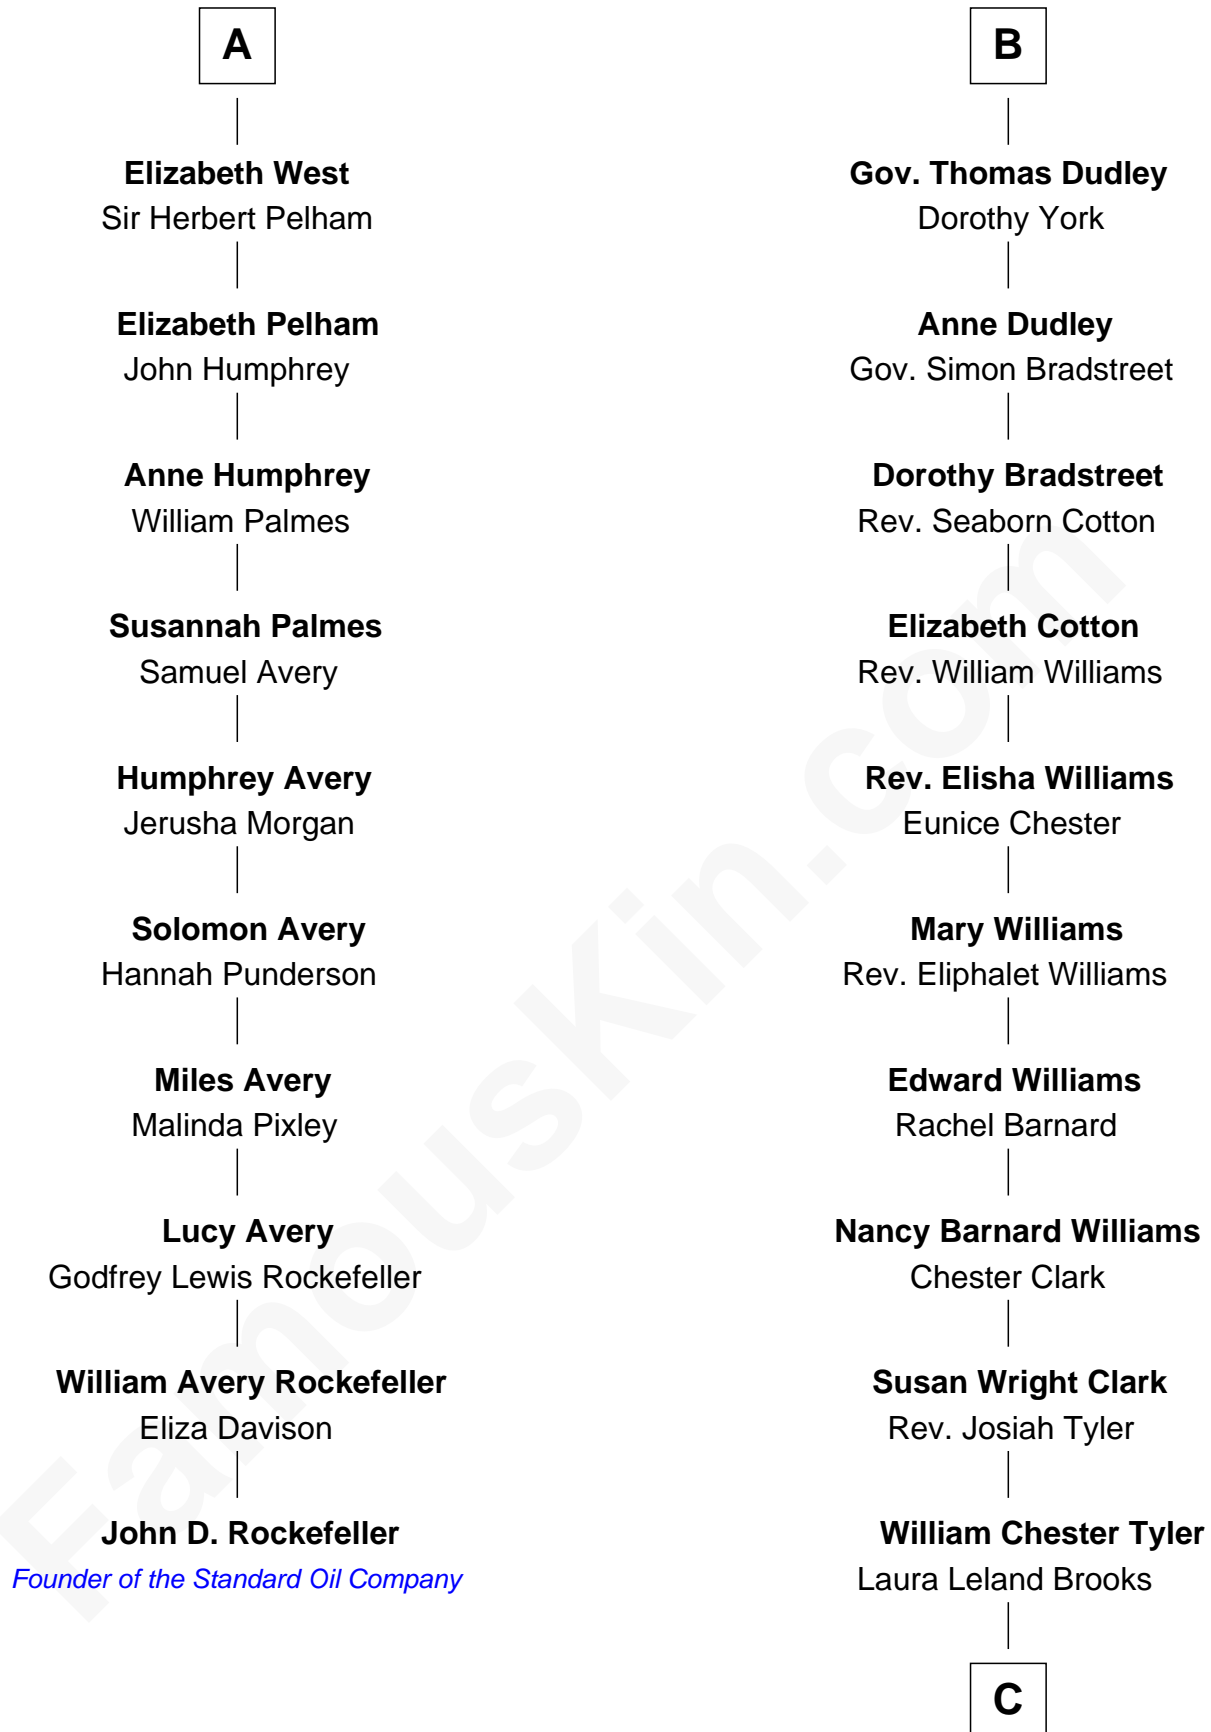 A
Elizabeth West
Sir Herbert Pelham
Elizabeth Pelham
John Humphrey
Anne Humphrey
William Palmes
Susannah Palmes
Samuel Avery
Humphrey Avery
Jerusha Morgan
Solomon Avery
Hannah Punderson
Miles Avery
Malinda Pixley
Lucy Avery
Godfrey Lewis Rockefeller
William Avery Rockefeller
Eliza Davison
John D. Rockefeller
Founder of the Standard Oil Company
B
Gov. Thomas Dudley
Dorothy York
Anne Dudley
Gov. Simon Bradstreet
Dorothy Bradstreet
Rev. Seaborn Cotton
Elizabeth Cotton
Rev. William Williams
Rev. Elisha Williams
Eunice Chester
Mary Williams
Rev. Eliphalet Williams
Edward Williams
Rachel Barnard
Nancy Barnard Williams
Chester Clark
Susan Wright Clark
Rev. Josiah Tyler
William Chester Tyler
Laura Leland Brooks
C
FamousKin.com